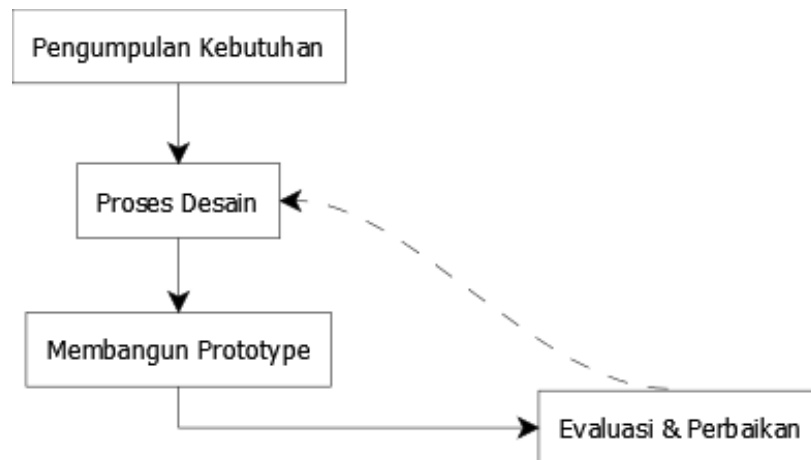 Pengumpulan Kebutuhan
Proses Desain
Membangun Prototype
Evaluasi & Perbaikan